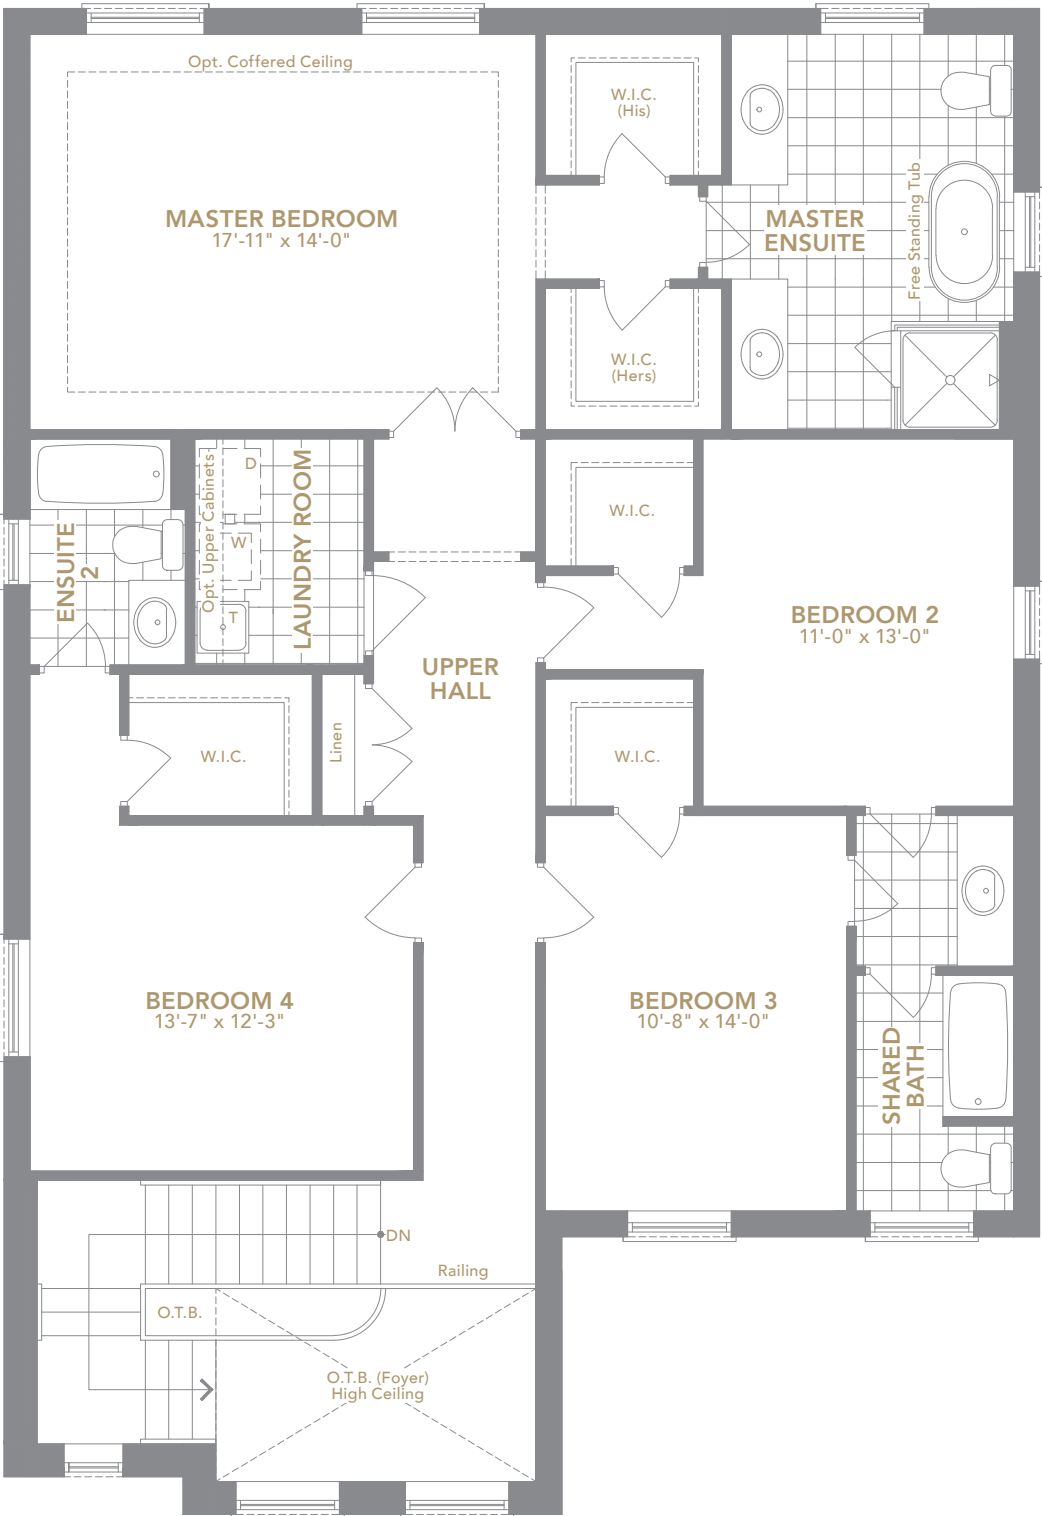 Opt. Coffered Ceiling
MASTER BEDROOM
17'-11" x 14'-0"
W.I.C.
(His)
MASTER
ENSUITE
Free Standing Tub
W.I.C.
(Hers)
ENSUITE
2
Opt. Upper Cabinets
D
W
T
LAUNDRY ROOM
W.I.C.
BEDROOM 2
11'-0" x 13'-0"
UPPER
HALL
W.I.C.
Linen
W.I.C.
BEDROOM 4
13'-7" x 12'-3"
BEDROOM 3
10'-8" x 14'-0"
SHARED
BATH
DN
Railing
O.T.B.
O.T.B. (Foyer)
High Ceiling